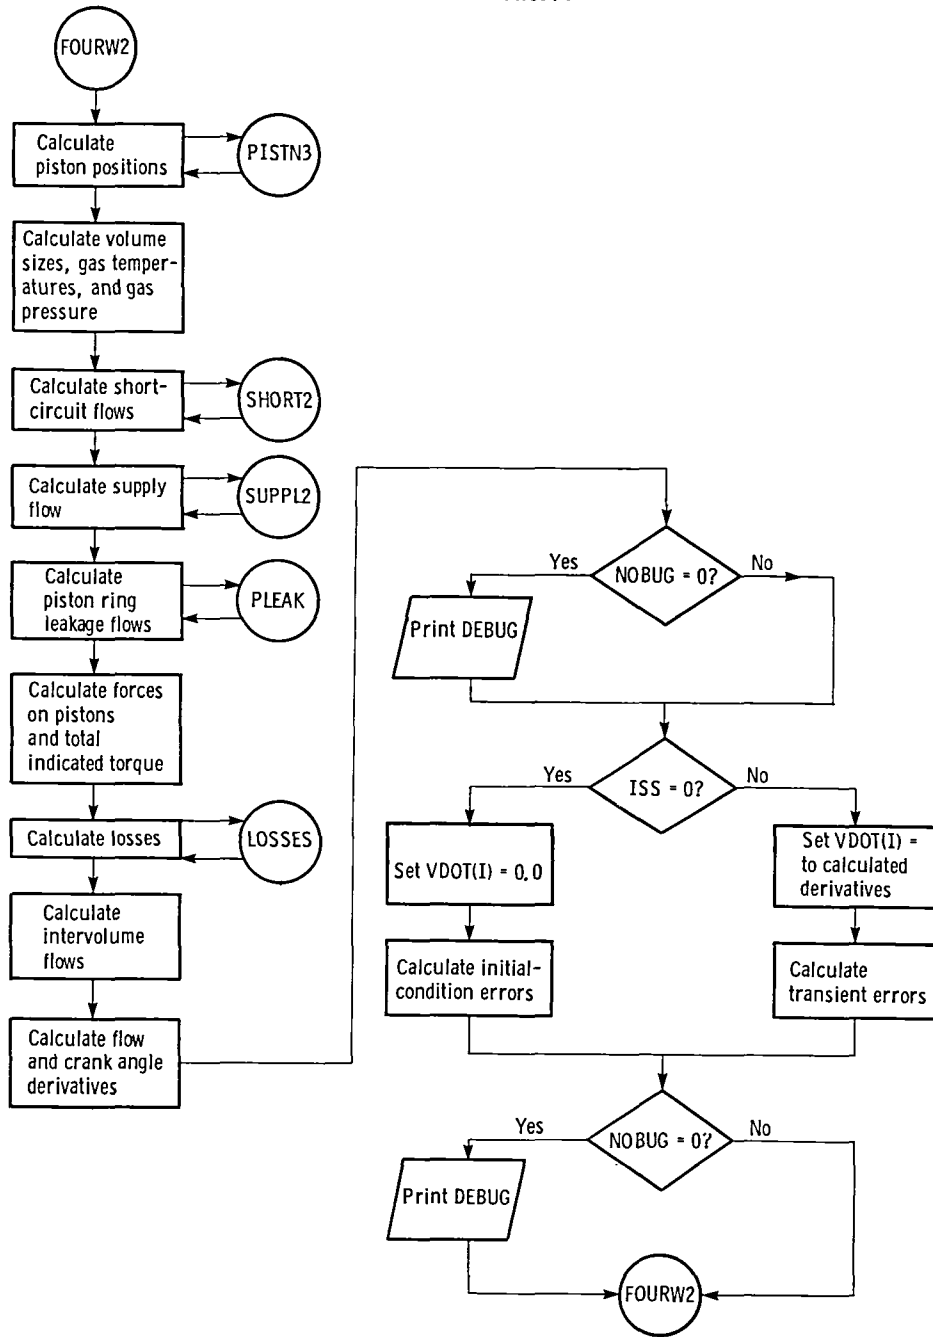 FOURW2
Calculate
piston positions
PISTN3
Calculate volume
sizes, gas temper-
atures, and gas
pressure
Calculate short-
circuit flows
SHORT2
Calculate supply
flow
SUPPL2
Calculate
piston ring
leakage flows
PLEAK
Calculate forces
on pistons
and total
indicated torque
Calculate losses
LOSSES
Calculate
intervolume
flows
Calculate flow
and crank angle
derivatives
NOBUG = 0?
Yes
No
Print DEBUG
ISS = 0?
Yes
No
Set VDOT(I) = 0.0
Set VDOT(I) =
to calculated
derivatives
Calculate initial-
condition errors
Calculate
transient errors
NOBUG = 0?
Yes
No
Print DEBUG
FOURW2